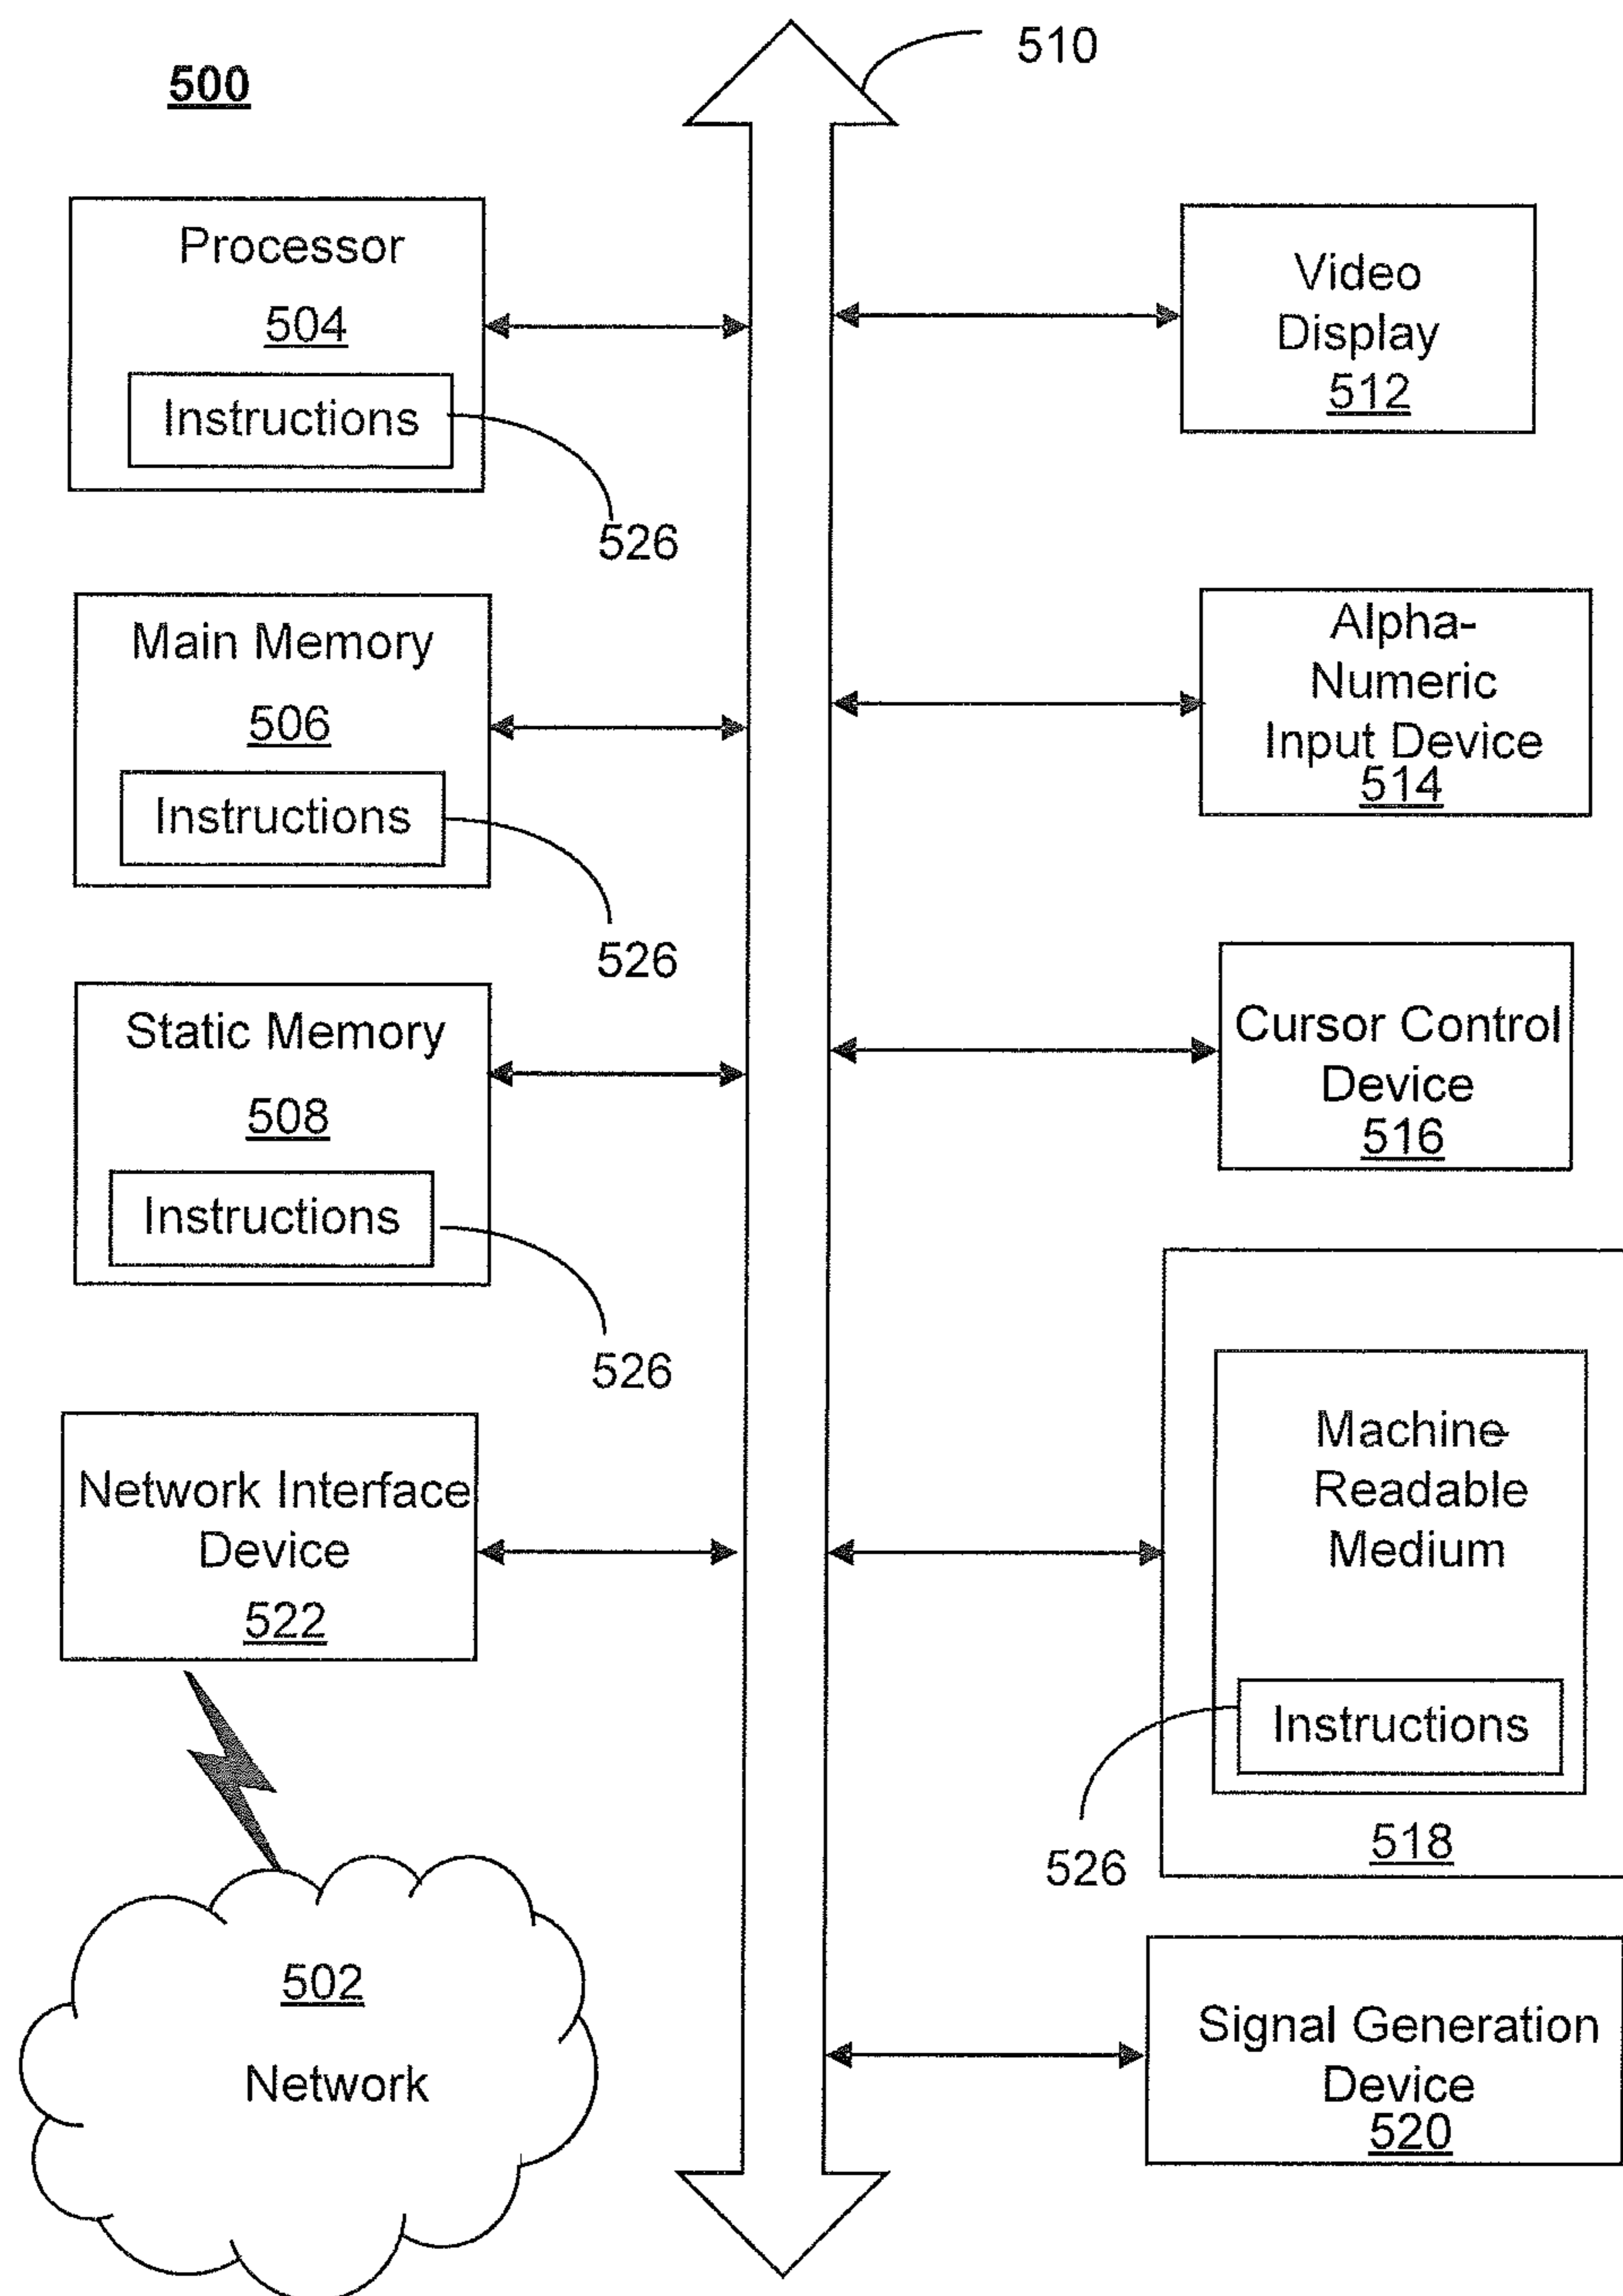 500
510
Processor
504
Instructions
526
Main Memory
506
Instructions
526
Static Memory
508
Instructions
526
Network Interface
Device
522
502
Network
Video
Display
512
Alpha-
Numeric
Input Device
514
Cursor Control
Device
516
Machine-
Readable
Medium
Instructions
526
518
Signal Generation
Device
520